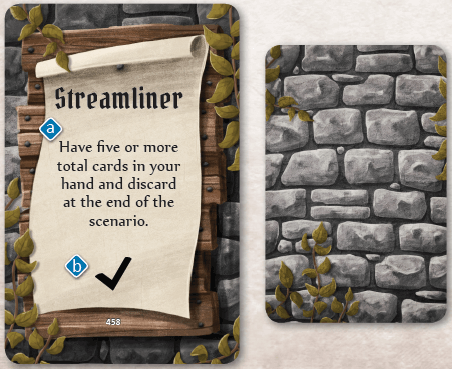 Streamliner
a
Have five or more
total cards in your
hand and discard
at the end of the
scenario.
b
458